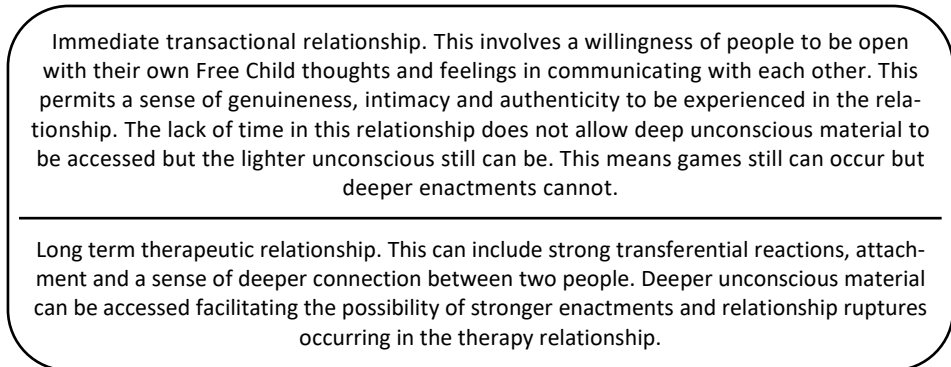 Immediate transactional relationship. This involves a willingness of people to be open
with their own Free Child thoughts and feelings in communicating with each other. This
permits a sense of genuineness, intimacy and authenticity to be experienced in the rela-
tionship. The lack of time in this relationship does not allow deep unconscious material to
be accessed but the lighter unconscious still can be. This means games still can occur but
deeper enactments cannot.
Long term therapeutic relationship. This can include strong transferential reactions, attach-
ment and a sense of deeper connection between two people. Deeper unconscious material
can be accessed facilitating the possibility of stronger enactments and relationship ruptures
occurring in the therapy relationship.